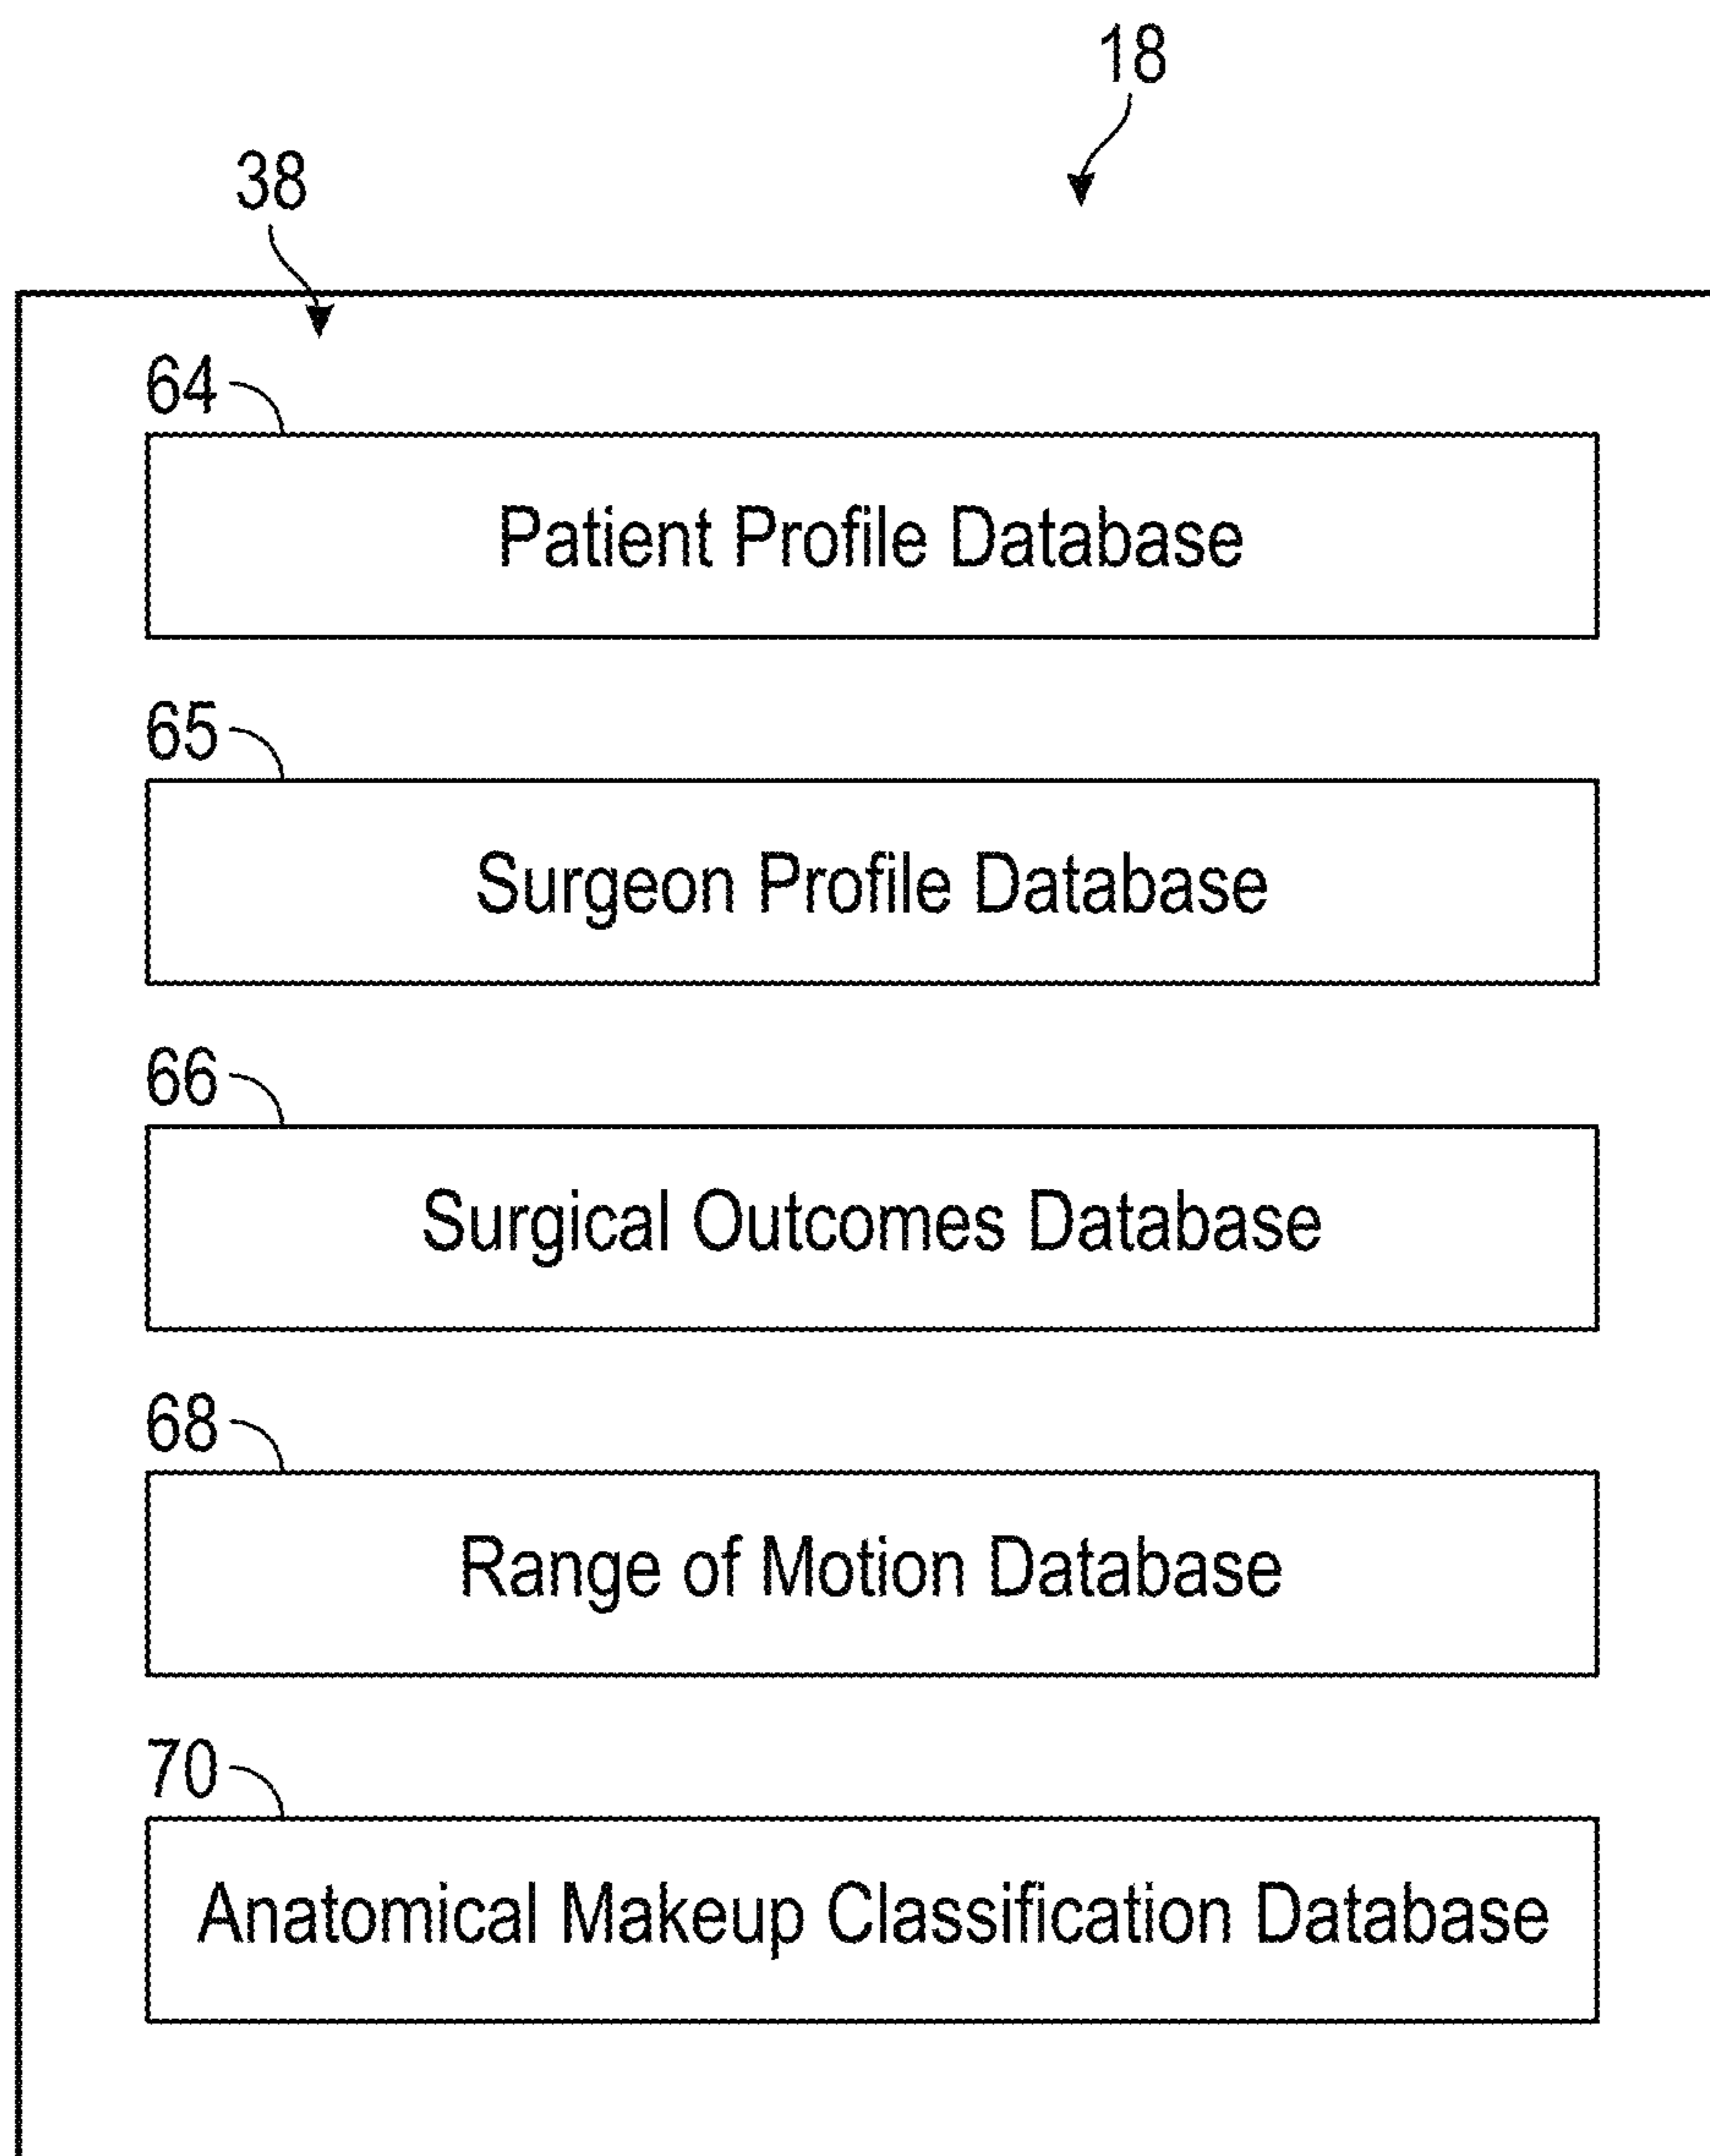 18
38
64
Patient Profile Database
65
Surgeon Profile Database
66
Surgical Outcomes Database
68
Range of Motion Database
70
Anatomical Makeup Classification Database